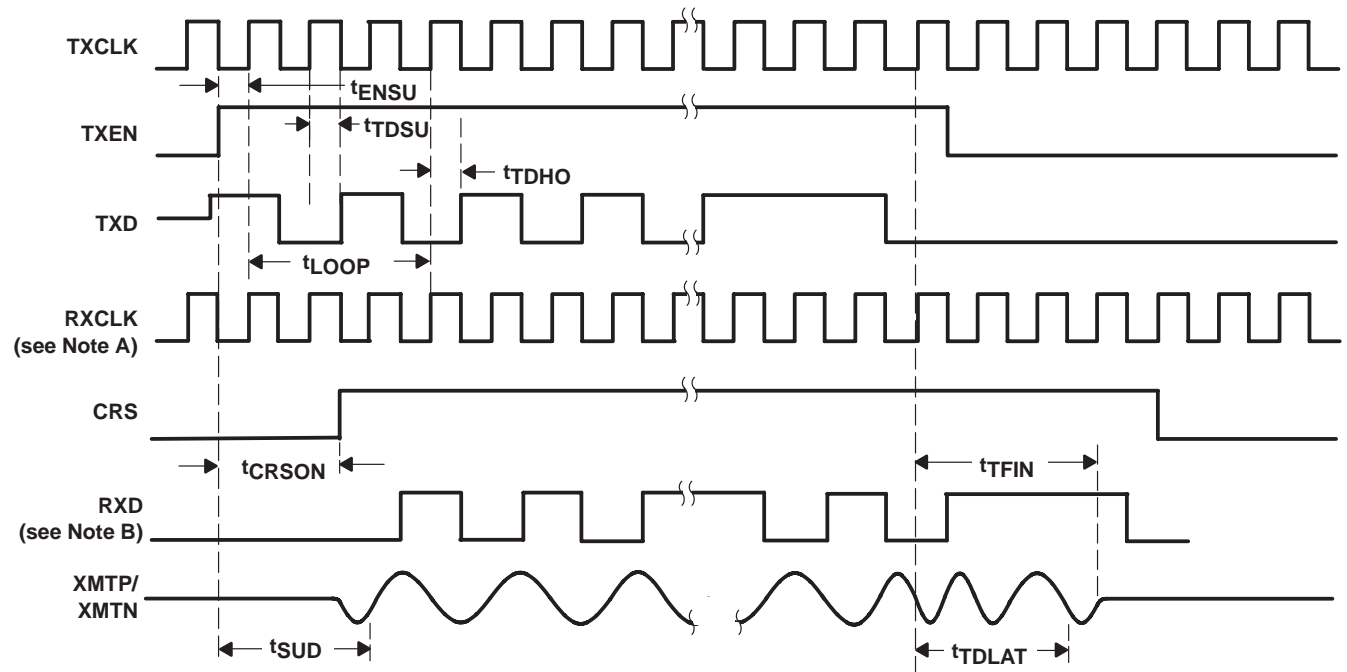 TXCLK
tENSU
TXEN
tTDSU
tTDHO
TXD
tLOOP
RXCLK
(see Note A)
CRS
tCRSON
tTFIN
RXD
(see Note B)
XMTP/
XMTN
tSUD
tTDLAT